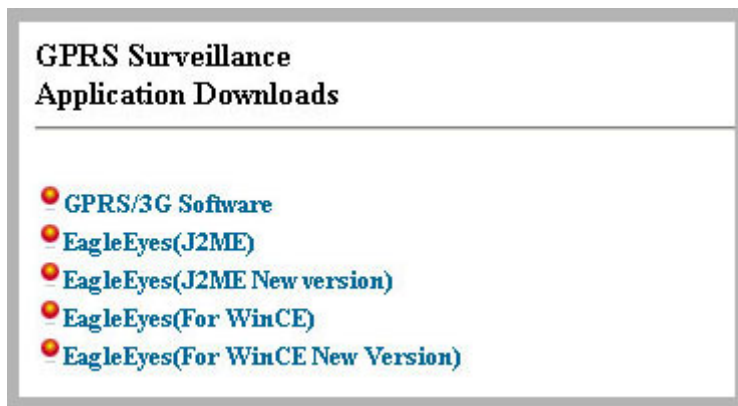 GPRS Surveillance
Application Downloads
GPRS/3G Software
EagleEyes(J2ME)
EagleEyes(J2ME New version)
EagleEyes(For WinCE)
EagleEyes(For WinCE New Version)